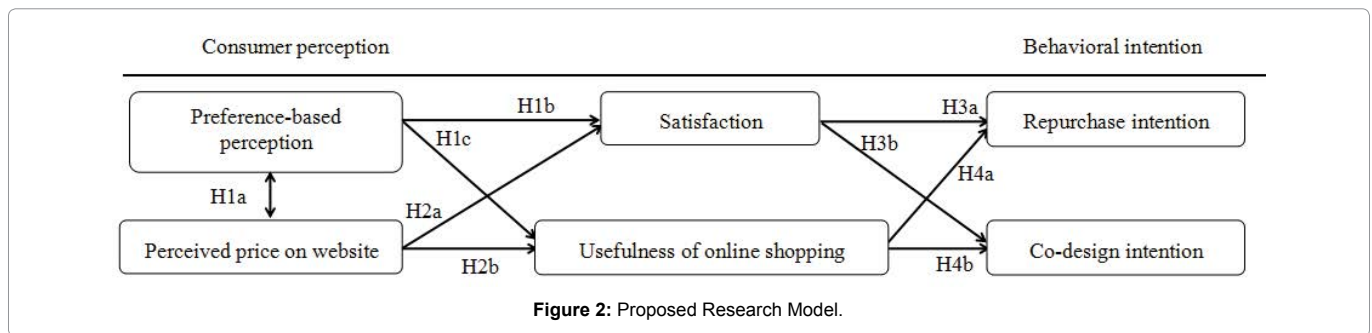 Consumer perception
Behavioral intention
Preference-based
perception
H1b
Satisfaction
H3a
Repurchase intention
H1c
H3b
H4a
H1a
H2a
Perceived price on website
H2b
Usefulness of online shopping
H4b
Co-design intention
Figure 2: Proposed Research Model.